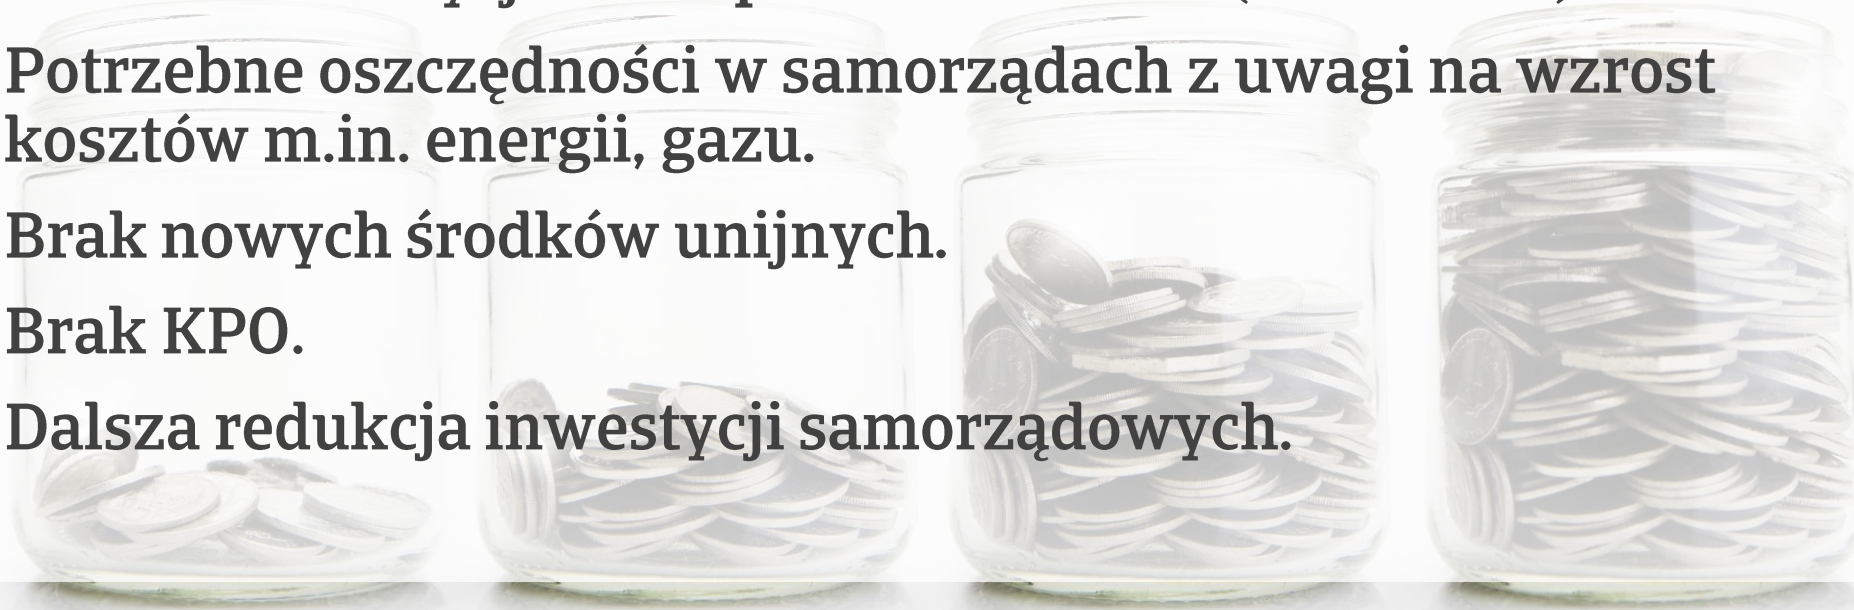 Potrzebne oszczędności w samorządach z uwagi na wzrost
kosztów m.in. energii, gazu.
Brak nowych środków unijnych.
Brak KPO.
Dalsza redukcja inwestycji samorządowych.